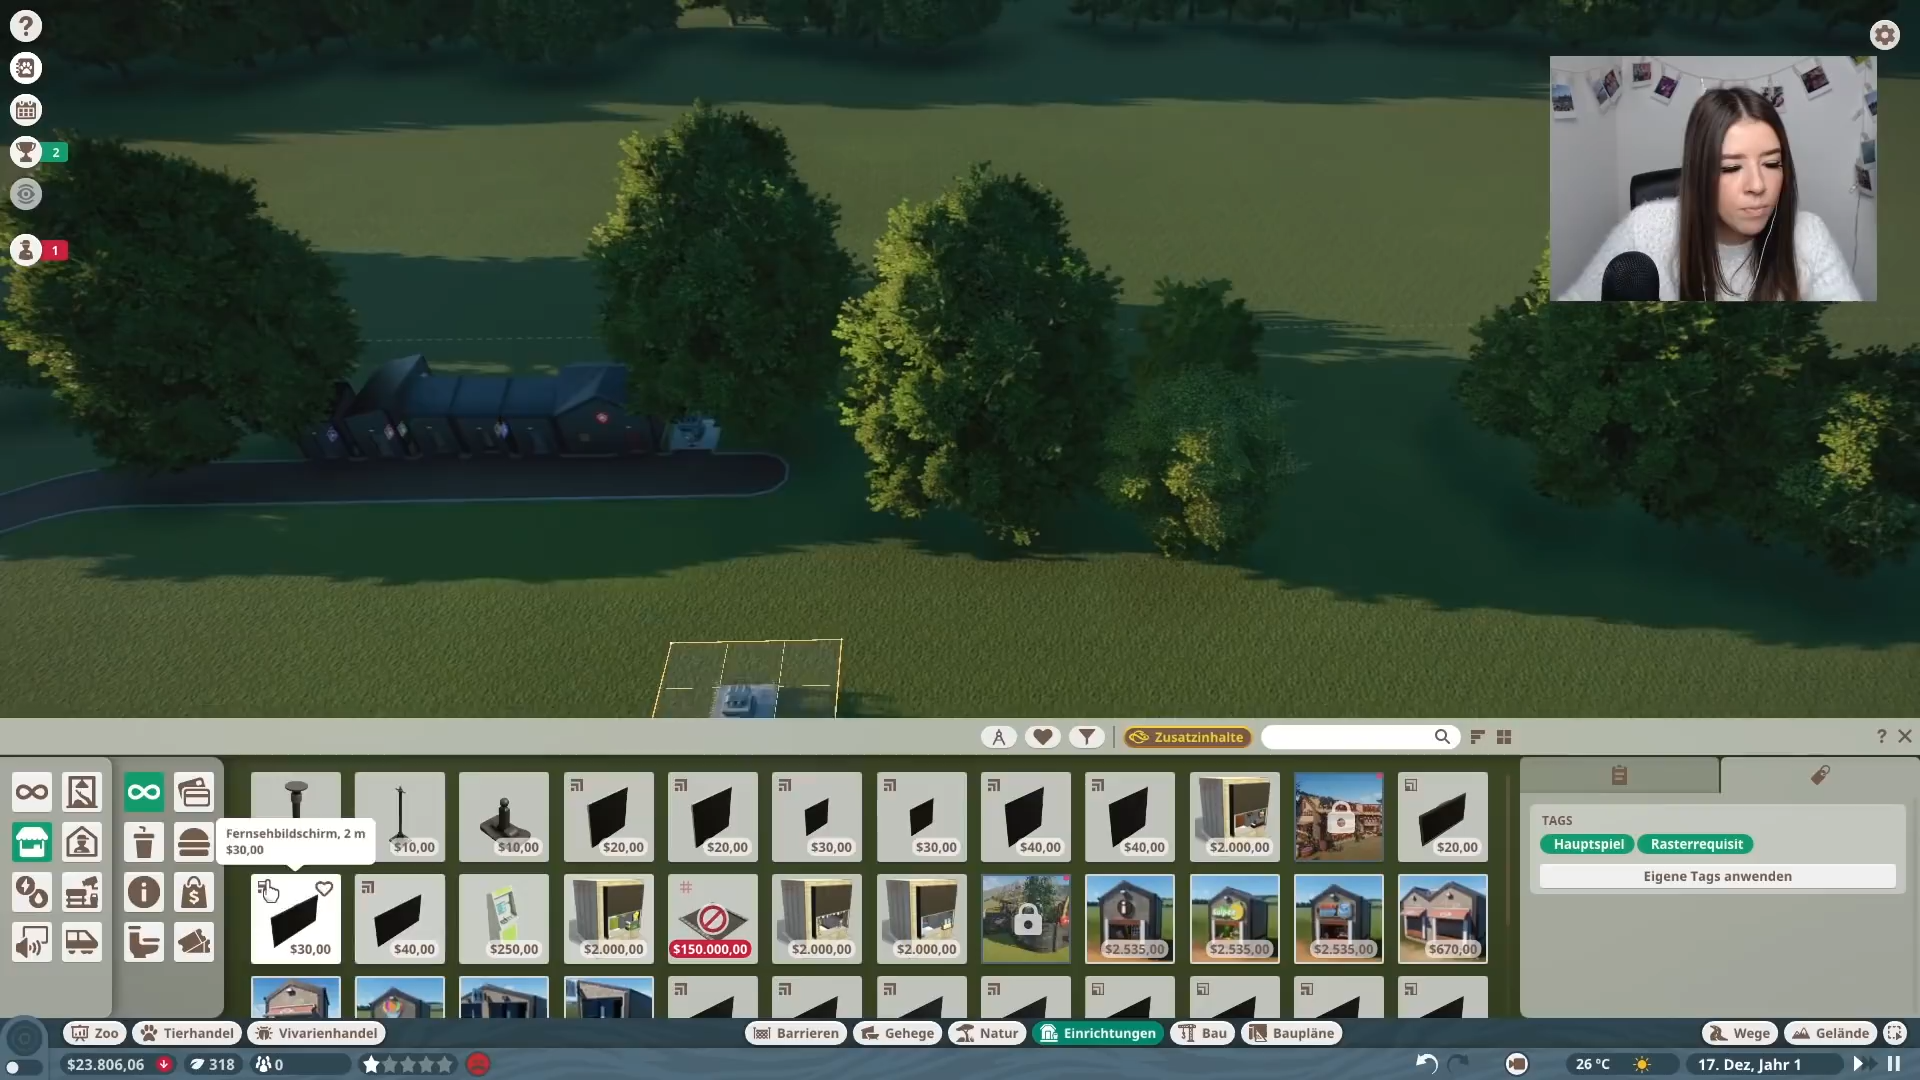 ?
2
1
Zusatzinhalte
? ×
Fernsehbildschirm, 2 m
$30,00
$10,00
$10,00
$20,00
$20,00
$30,00
$30,00
$40,00
$40,00
$2.000,00
$20,00
$30,00
$40,00
$250,00
$2.000,00
$150.000,00
$2.000,00
$2.000,00
$2.535,00
$2.535,00
$2.535,00
$670,00
TAGS
Hauptspiel
Rasterrequisit
Eigene Tags anwenden
Zoo
Tierhandel
Vivarienhandel
Barrieren
Gehege
Natur
Einrichtungen
Bau
Baupläne
Wege
Gelände
$23.806,06
318
0
26 °C
17. Dez, Jahr 1